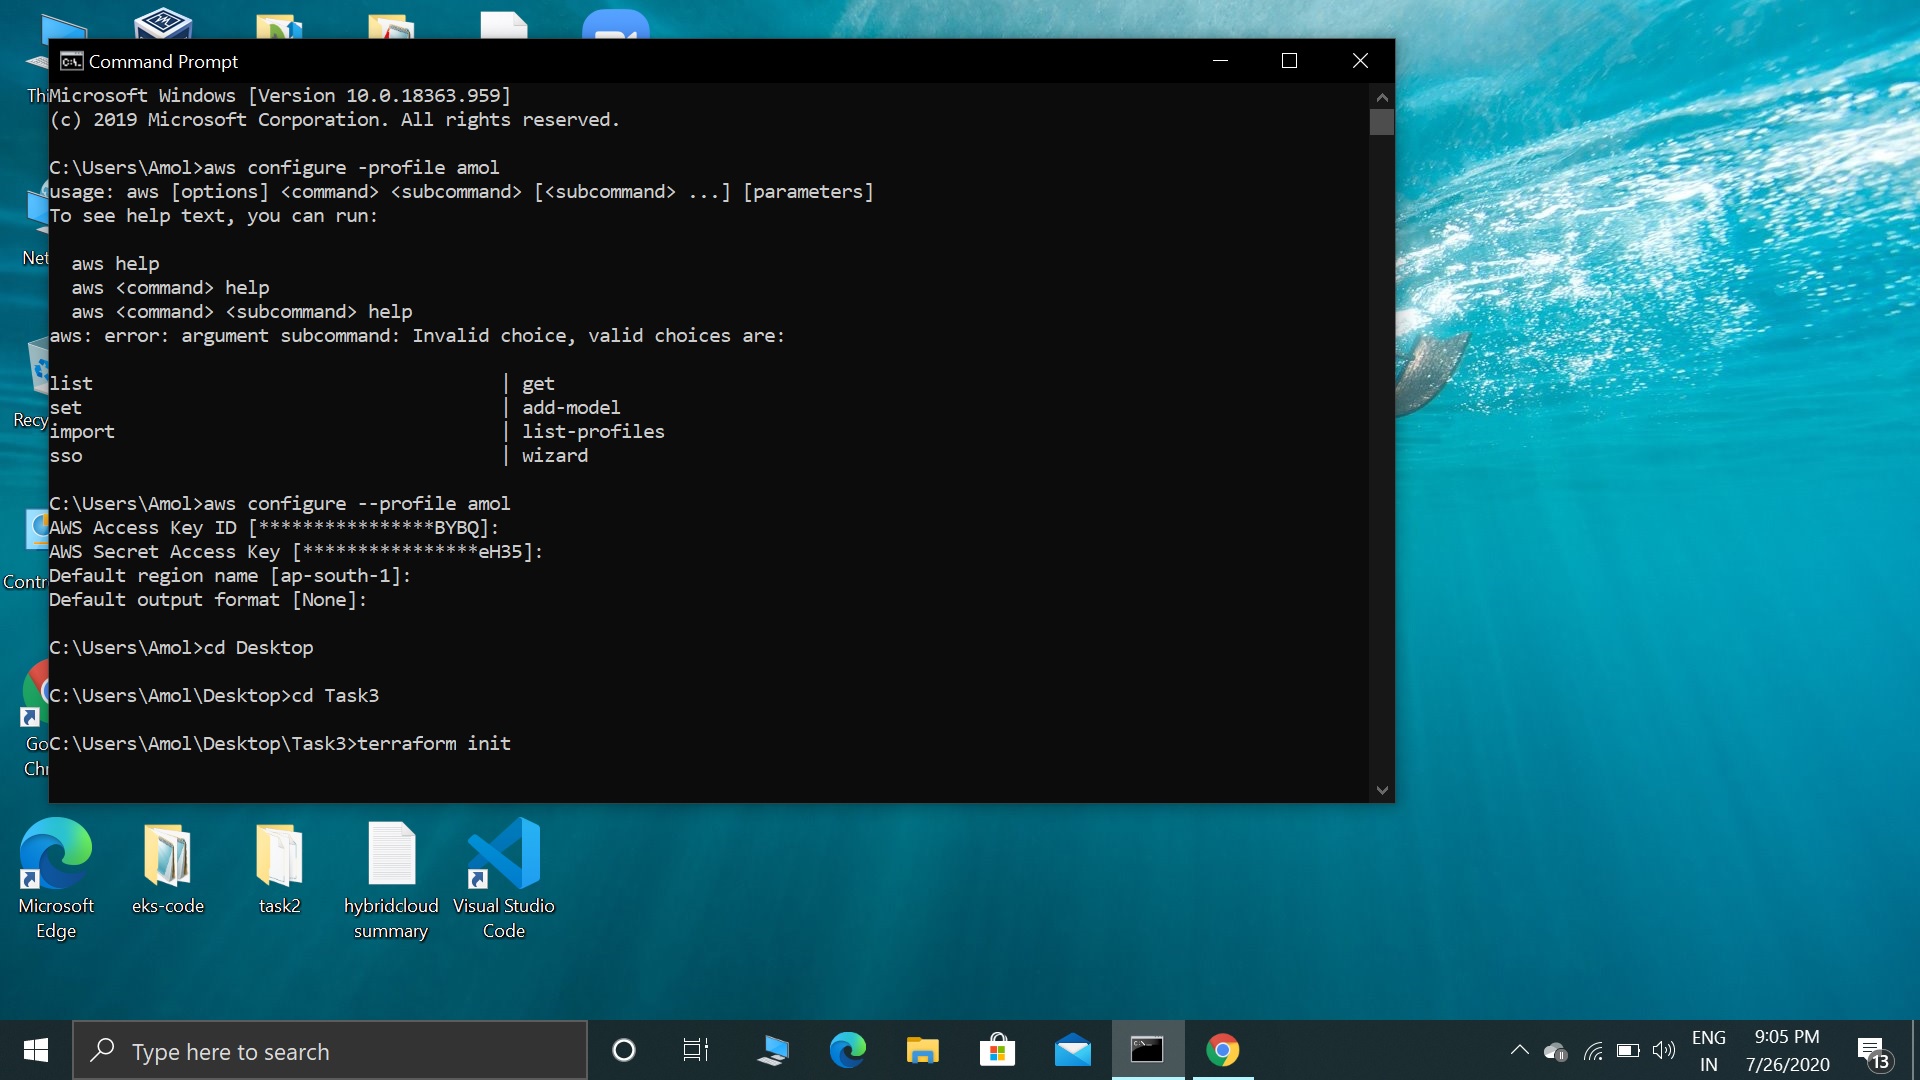 Command Prompt
Microsoft Windows [Version 10.0.18363.959]
(c) 2019 Microsoft Corporation. All rights reserved.
C:\Users\Amol>aws configure -profile amol
usage: aws [options] <command> <subcommand> [<subcommand> ...] [parameters]
To see help text, you can run:
aws help
aws <command> help
aws <command> <subcommand> help
aws: error: argument subcommand: Invalid choice, valid choices are:
list | get
set | add-model
import | list-profiles
sso | wizard
C:\Users\Amol>aws configure --profile amol
AWS Access Key ID [****************BYBQ]:
AWS Secret Access Key [****************eH35]:
Default region name [ap-south-1]:
Default output format [None]:
C:\Users\Amol>cd Desktop
C:\Users\Amol\Desktop>cd Task3
C:\Users\Amol\Desktop\Task3>terraform init
Thi
Net
Recy
Contr
Go
Chr
Microsoft
Edge
eks-code
task2
hybridcloud
summary
Visual Studio
Code
Type here to search
ENG
IN
9:05 PM
7/26/2020
13